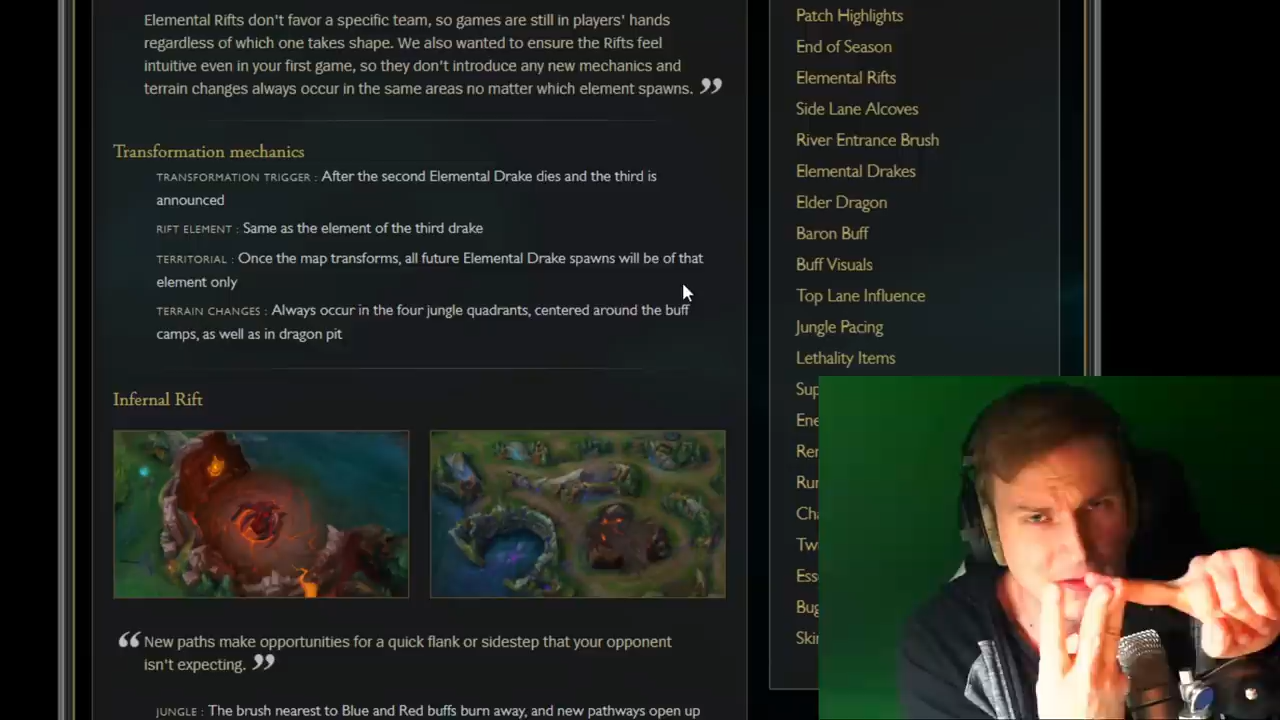 Elemental Rifts don't favor a specific team, so games are still in players' hands
regardless of which one takes shape. We also wanted to ensure the Rifts feel
intuitive even in your first game, so they don't introduce any new mechanics and
terrain changes always occur in the same areas no matter which element spawns. ”
Transformation mechanics
TRANSFORMATION TRIGGER : After the second Elemental Drake dies and the third is
announced
RIFT ELEMENT : Same as the element of the third drake
TERRITORIAL : Once the map transforms, all future Elemental Drake spawns will be of that
element only
TERRAIN CHANGES : Always occur in the four jungle quadrants, centered around the buff
camps, as well as in dragon pit
Infernal Rift
“ New paths make opportunities for a quick flank or sidestep that your opponent
isn't expecting. ”
JUNGLE : The brush nearest to Blue and Red buffs burn away, and new pathways open up
Patch Highlights
End of Season
Elemental Rifts
Side Lane Alcoves
River Entrance Brush
Elemental Drakes
Elder Dragon
Baron Buff
Buff Visuals
Top Lane Influence
Jungle Pacing
Lethality Items
Sup
Ene
Rer
Run
Cha
Tw
Ess
Bug
Skir